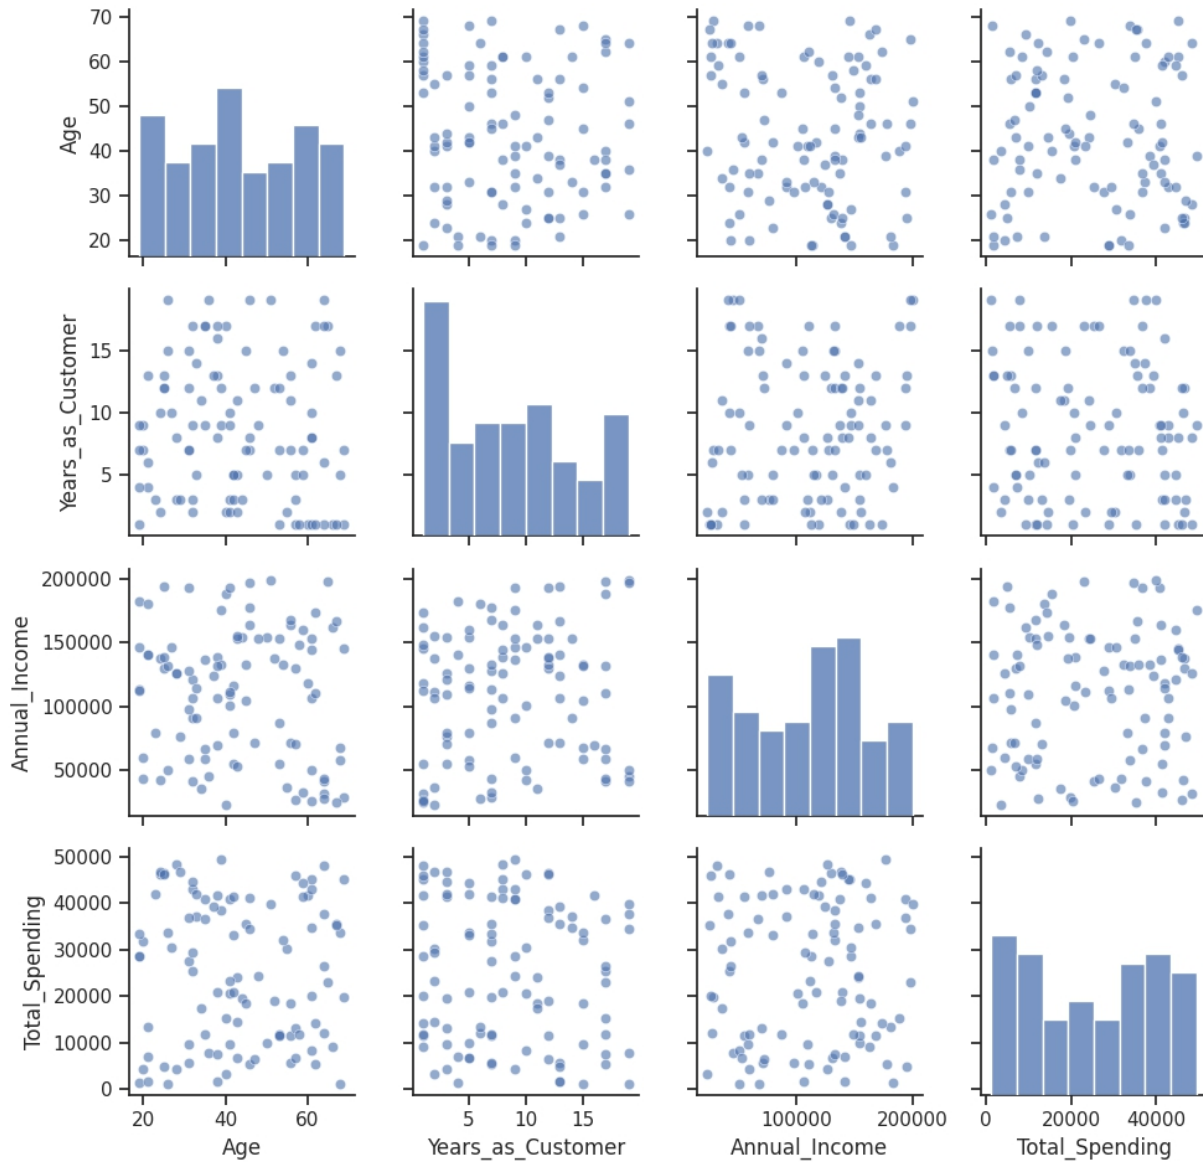 70
60
50
40
30
20
Age
15
10
5
Years_as_Customer
200000
150000
100000
50000
Annual_Income
50000
40000
30000
20000
10000
0
Total_Spending
20 40 60
5 10 15
100000 200000
0 20000 40000
Age Years_as_Customer Annual_Income Total_Spending